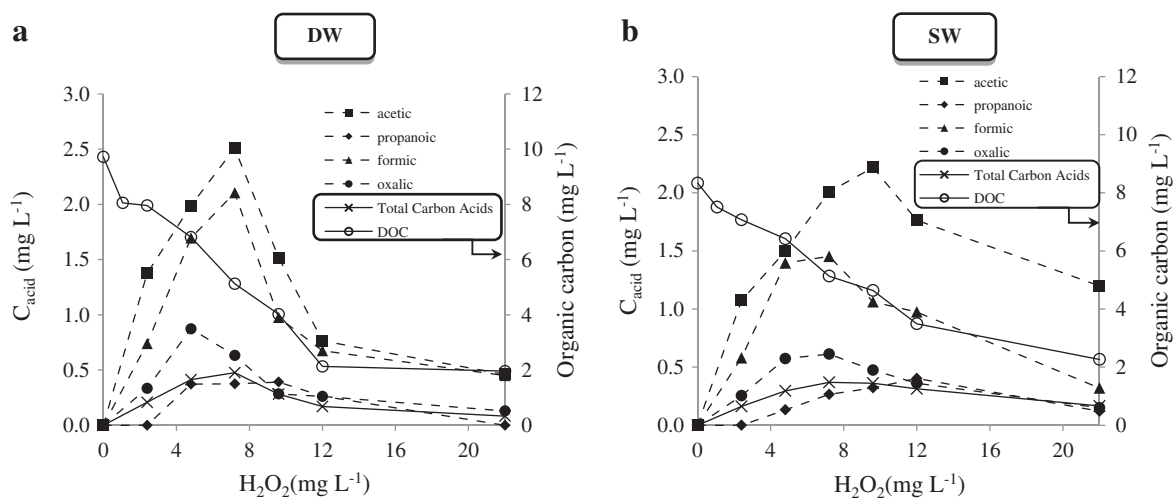 a
DW
3.0
2.5
2.0
1.5
1.0
0.5
0.0
C_acid (mg L⁻¹)
12
10
8
6
4
2
0
Organic carbon (mg L⁻¹)
acetic
propanoic
formic
oxalic
Total Carbon Acids
DOC
0 4 8 12 16 20
H₂O₂(mg L⁻¹)
b
SW
3.0
2.5
2.0
1.5
1.0
0.5
0.0
C_acid (mg L⁻¹)
12
10
8
6
4
2
0
Organic carbon (mg L⁻¹)
acetic
propanoic
formic
oxalic
Total Carbon Acids
DOC
0 4 8 12 16 20
H₂O₂(mg L⁻¹)